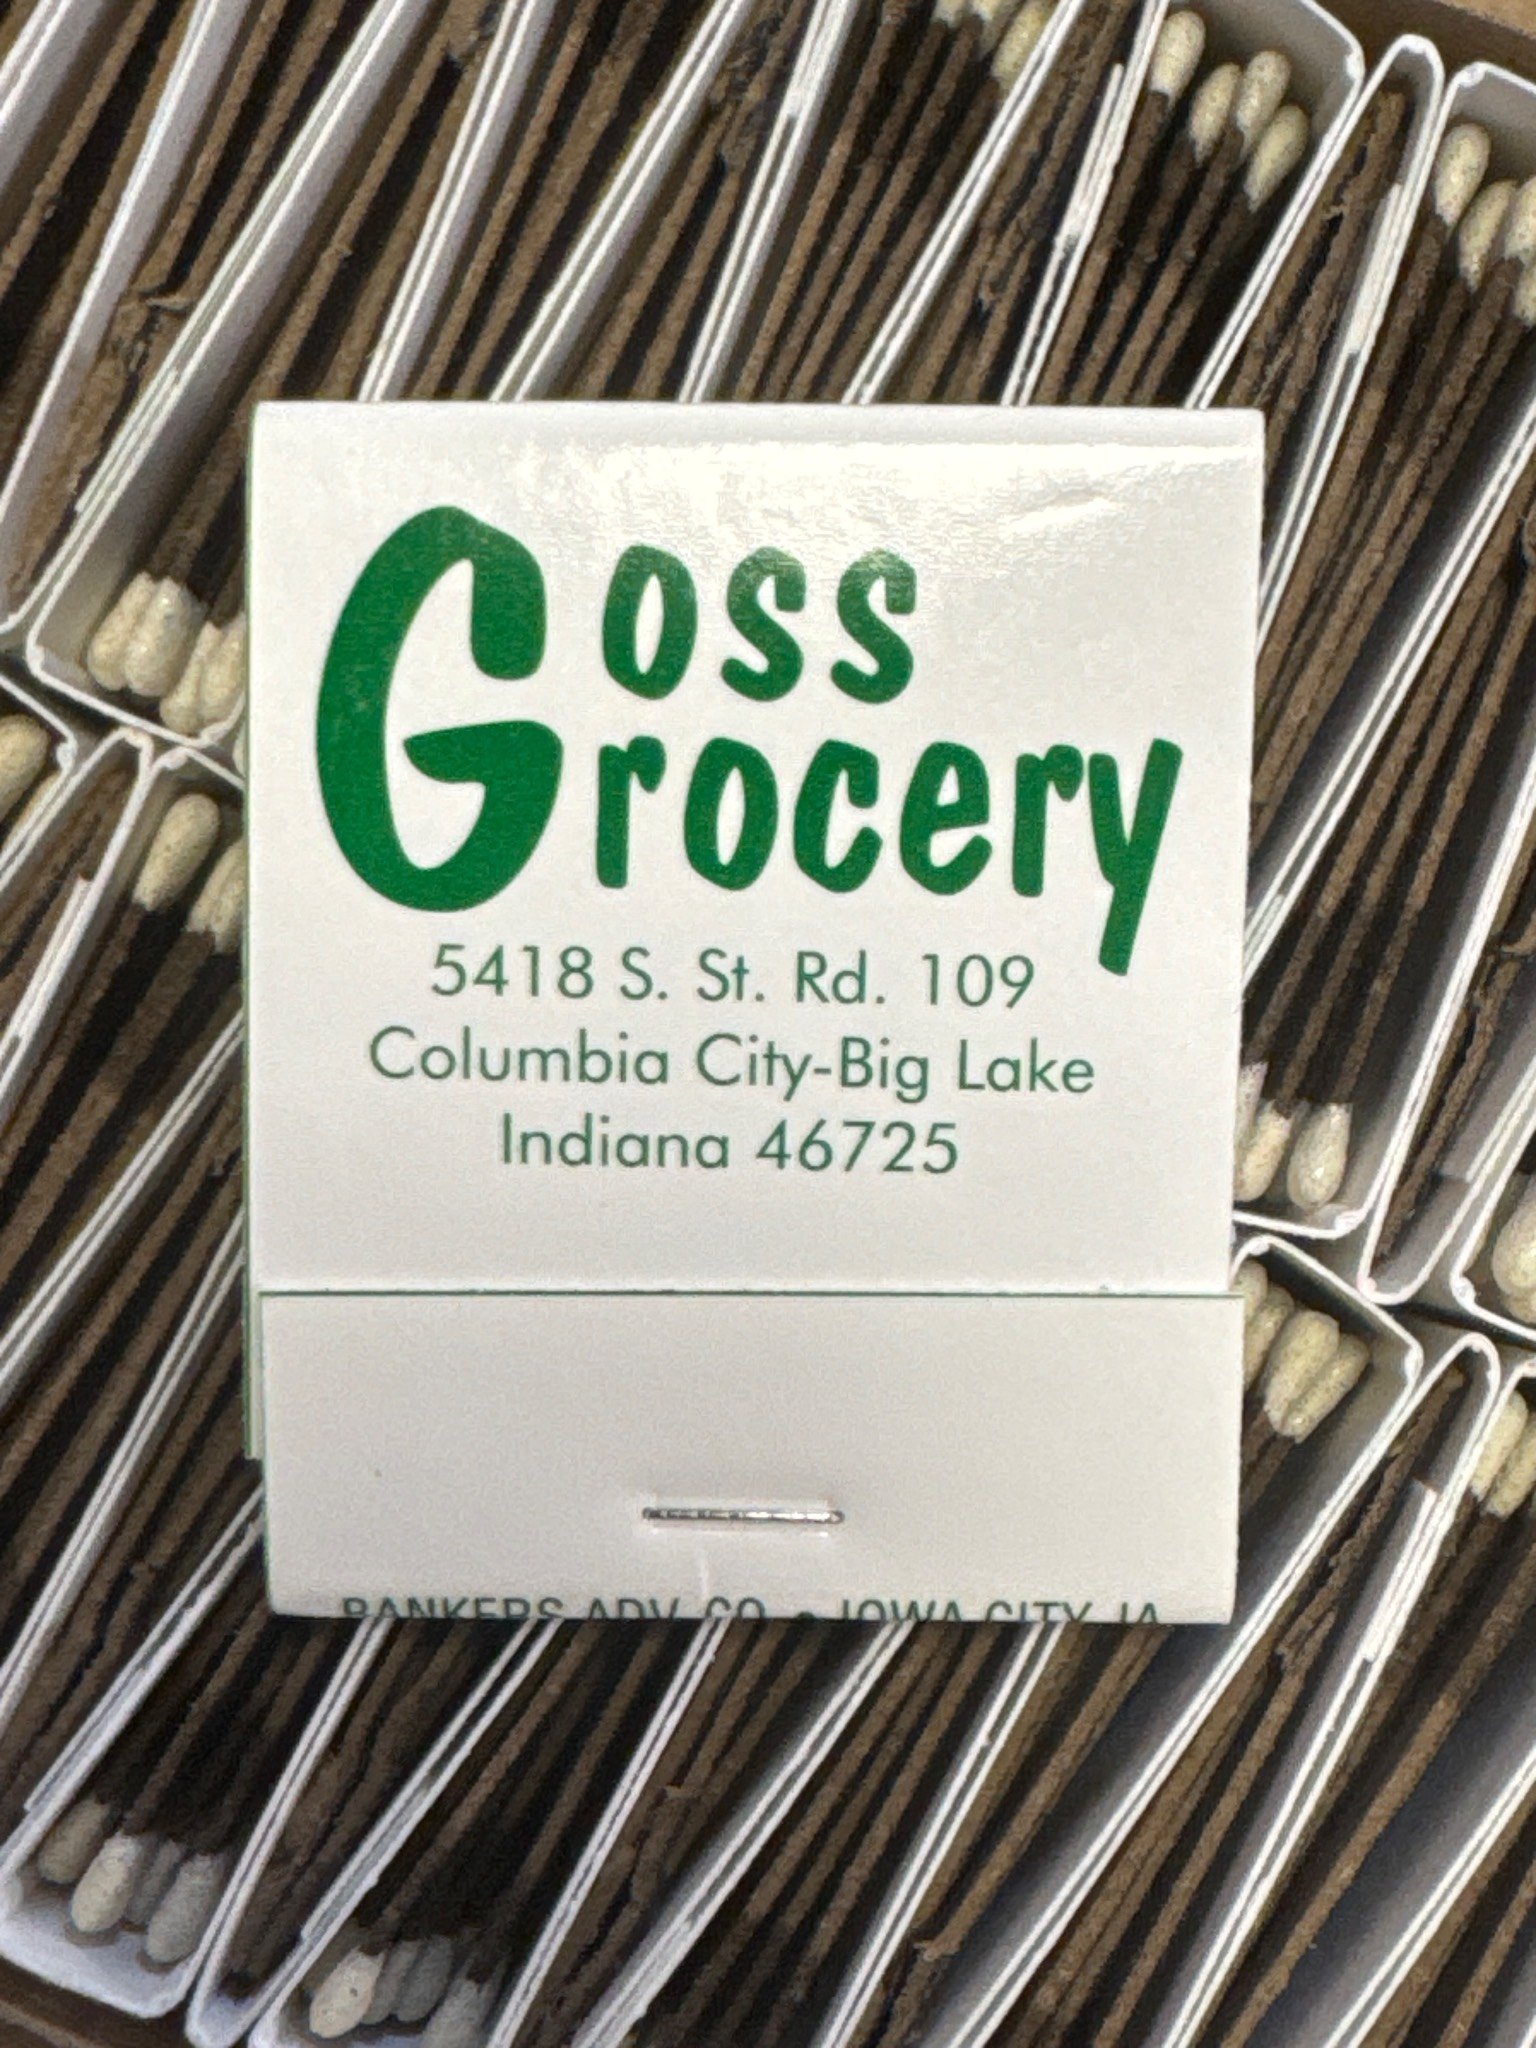 Goss
Grocery
5418 S. St. Rd. 109
Columbia City-Big Lake
Indiana 46725
BANKERS ADV. CO. • IOWA CITY, IA